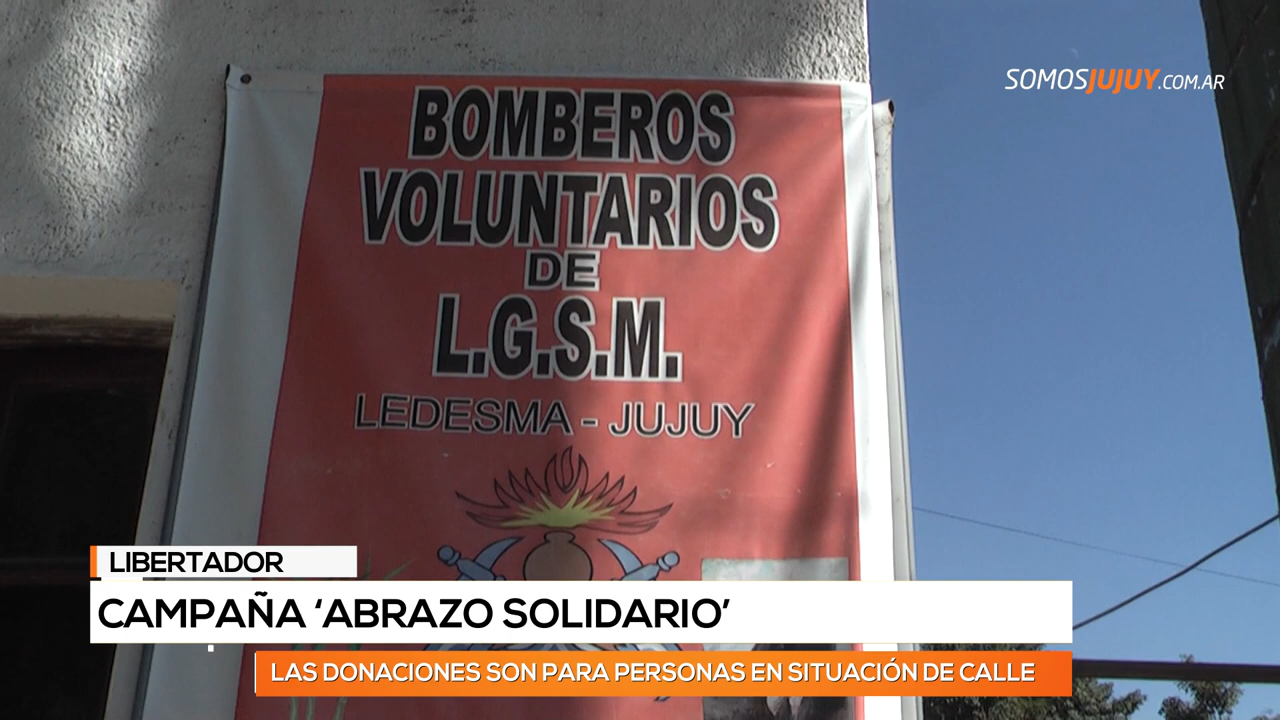 SOMOSJUJUY.COM.AR
BOMBEROS
VOLUNTARIOS
DE
L.G.S.M.
LEDESMA - JUJUY
LIBERTADOR
CAMPAÑA ‘ABRAZO SOLIDARIO’
LAS DONACIONES SON PARA PERSONAS EN SITUACIÓN DE CALLE